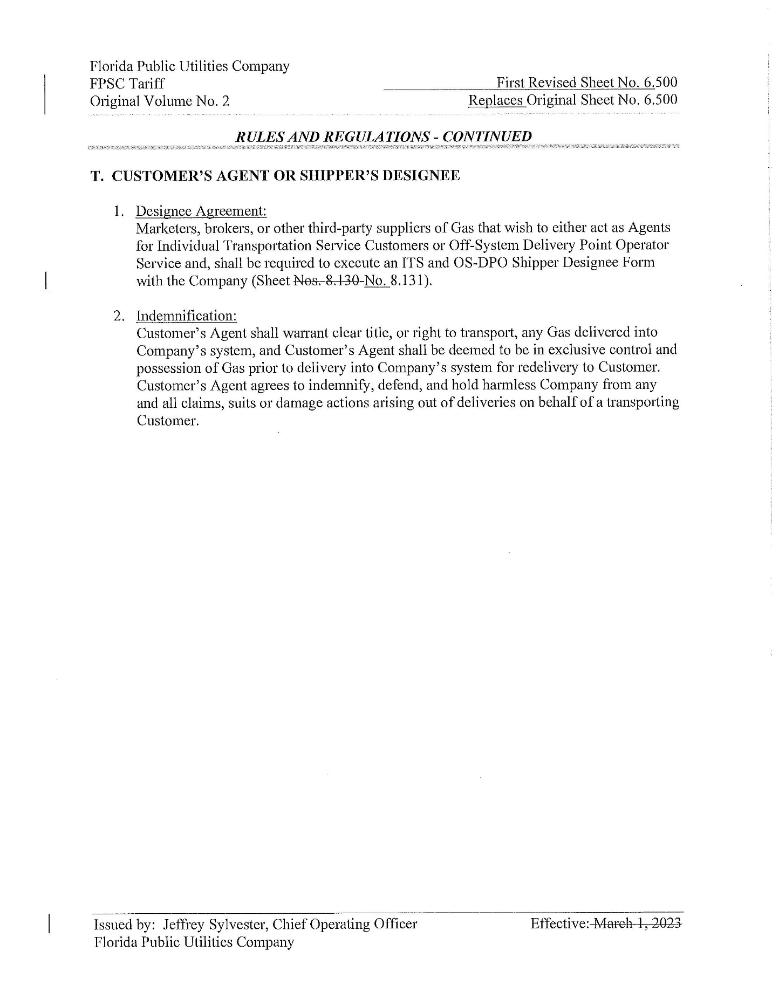 Florida Public Utilities Company
FPSC Tariff First Revised Sheet No. 6.500
Original Volume No. 2 Replaces Original Sheet No. 6.500
RULES AND REGULATIONS - CONTINUED
T. CUSTOMER'S AGENT OR SHIPPER'S DESIGNEE
1. Designee Agreement:
Marketers, brokers, or other third-party suppliers of Gas that wish to either act as Agents
for Individual Transportation Service Customers or Off-System Delivery Point Operator
Service and, shall be required to execute an ITS and OS-DPO Shipper Designee Form
with the Company (Sheet Nos. 8.130-No. 8.131).
2. Indemnification:
Customer's Agent shall warrant clear title, or right to transport, any Gas delivered into
Company's system, and Customer's Agent shall be deemed to be in exclusive control and
possession of Gas prior to delivery into Company's system for redelivery to Customer.
Customer's Agent agrees to indemnify, defend, and hold harmless Company from any
and all claims, suits or damage actions arising out of deliveries on behalf of a transporting
Customer.
Issued by: Jeffrey Sylvester, Chief Operating Officer Effective: March 1, 2023
Florida Public Utilities Company